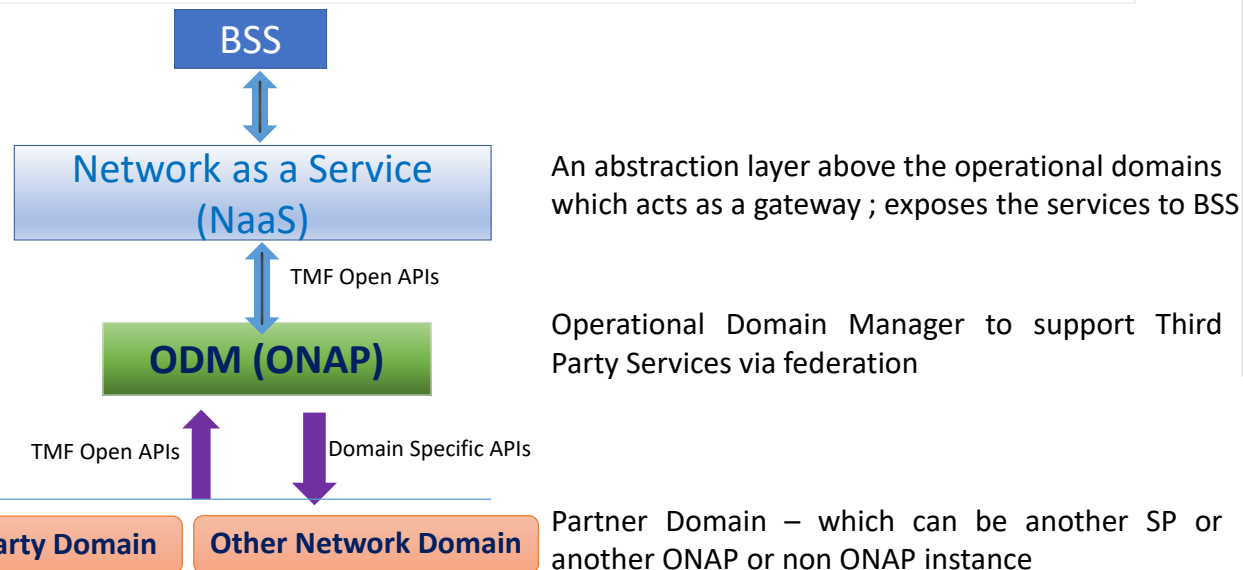 BSS
Network as a Service
(NaaS)
An abstraction layer above the operational domains
which acts as a gateway ; exposes the services to BSS
TMF Open APIs
ODM (ONAP)
Operational Domain Manager to support Third
Party Services via federation
TMF Open APIs
Domain Specific APIs
Domain
Other Network Domain
Partner Domain – which can be another SP or
another ONAP or non ONAP instance